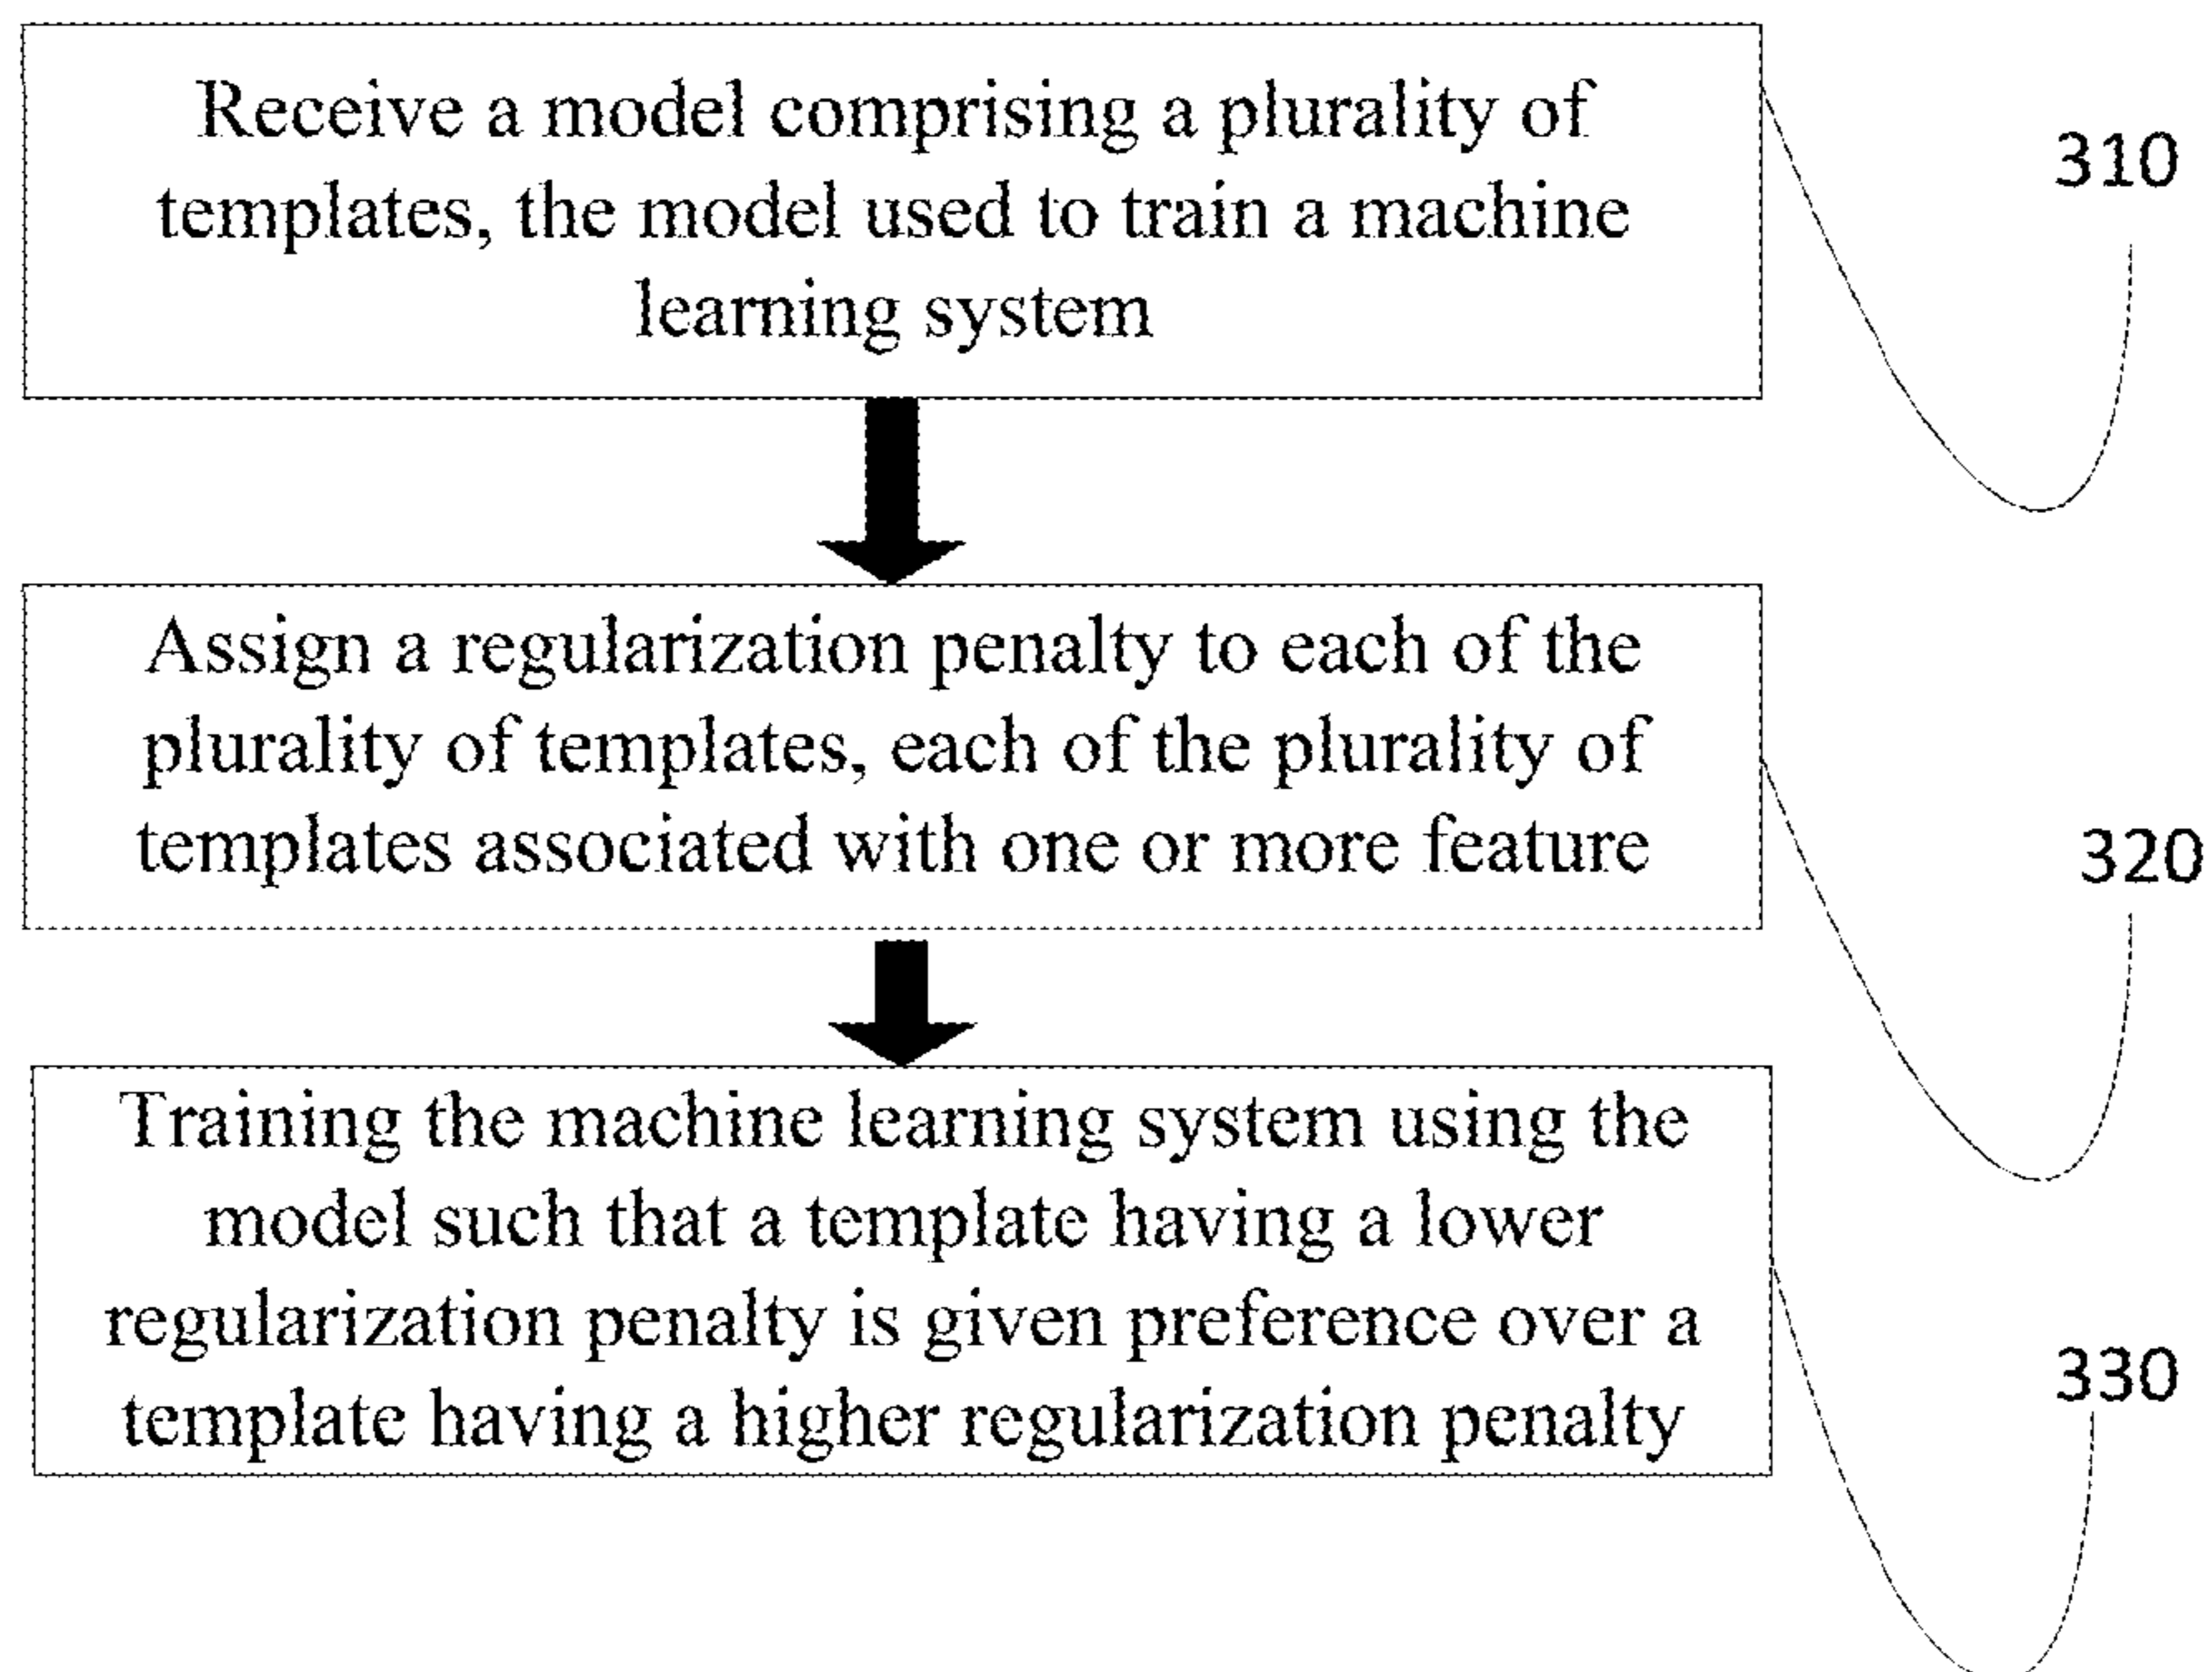 Receive a model comprising a plurality of
templates, the model used to train a machine
learning system
310
Assign a regularization penalty to each of the
plurality of templates, each of the plurality of
templates associated with one or more feature
320
Training the machine learning system using the
model such that a template having a lower
regularization penalty is given preference over a
template having a higher regularization penalty
330